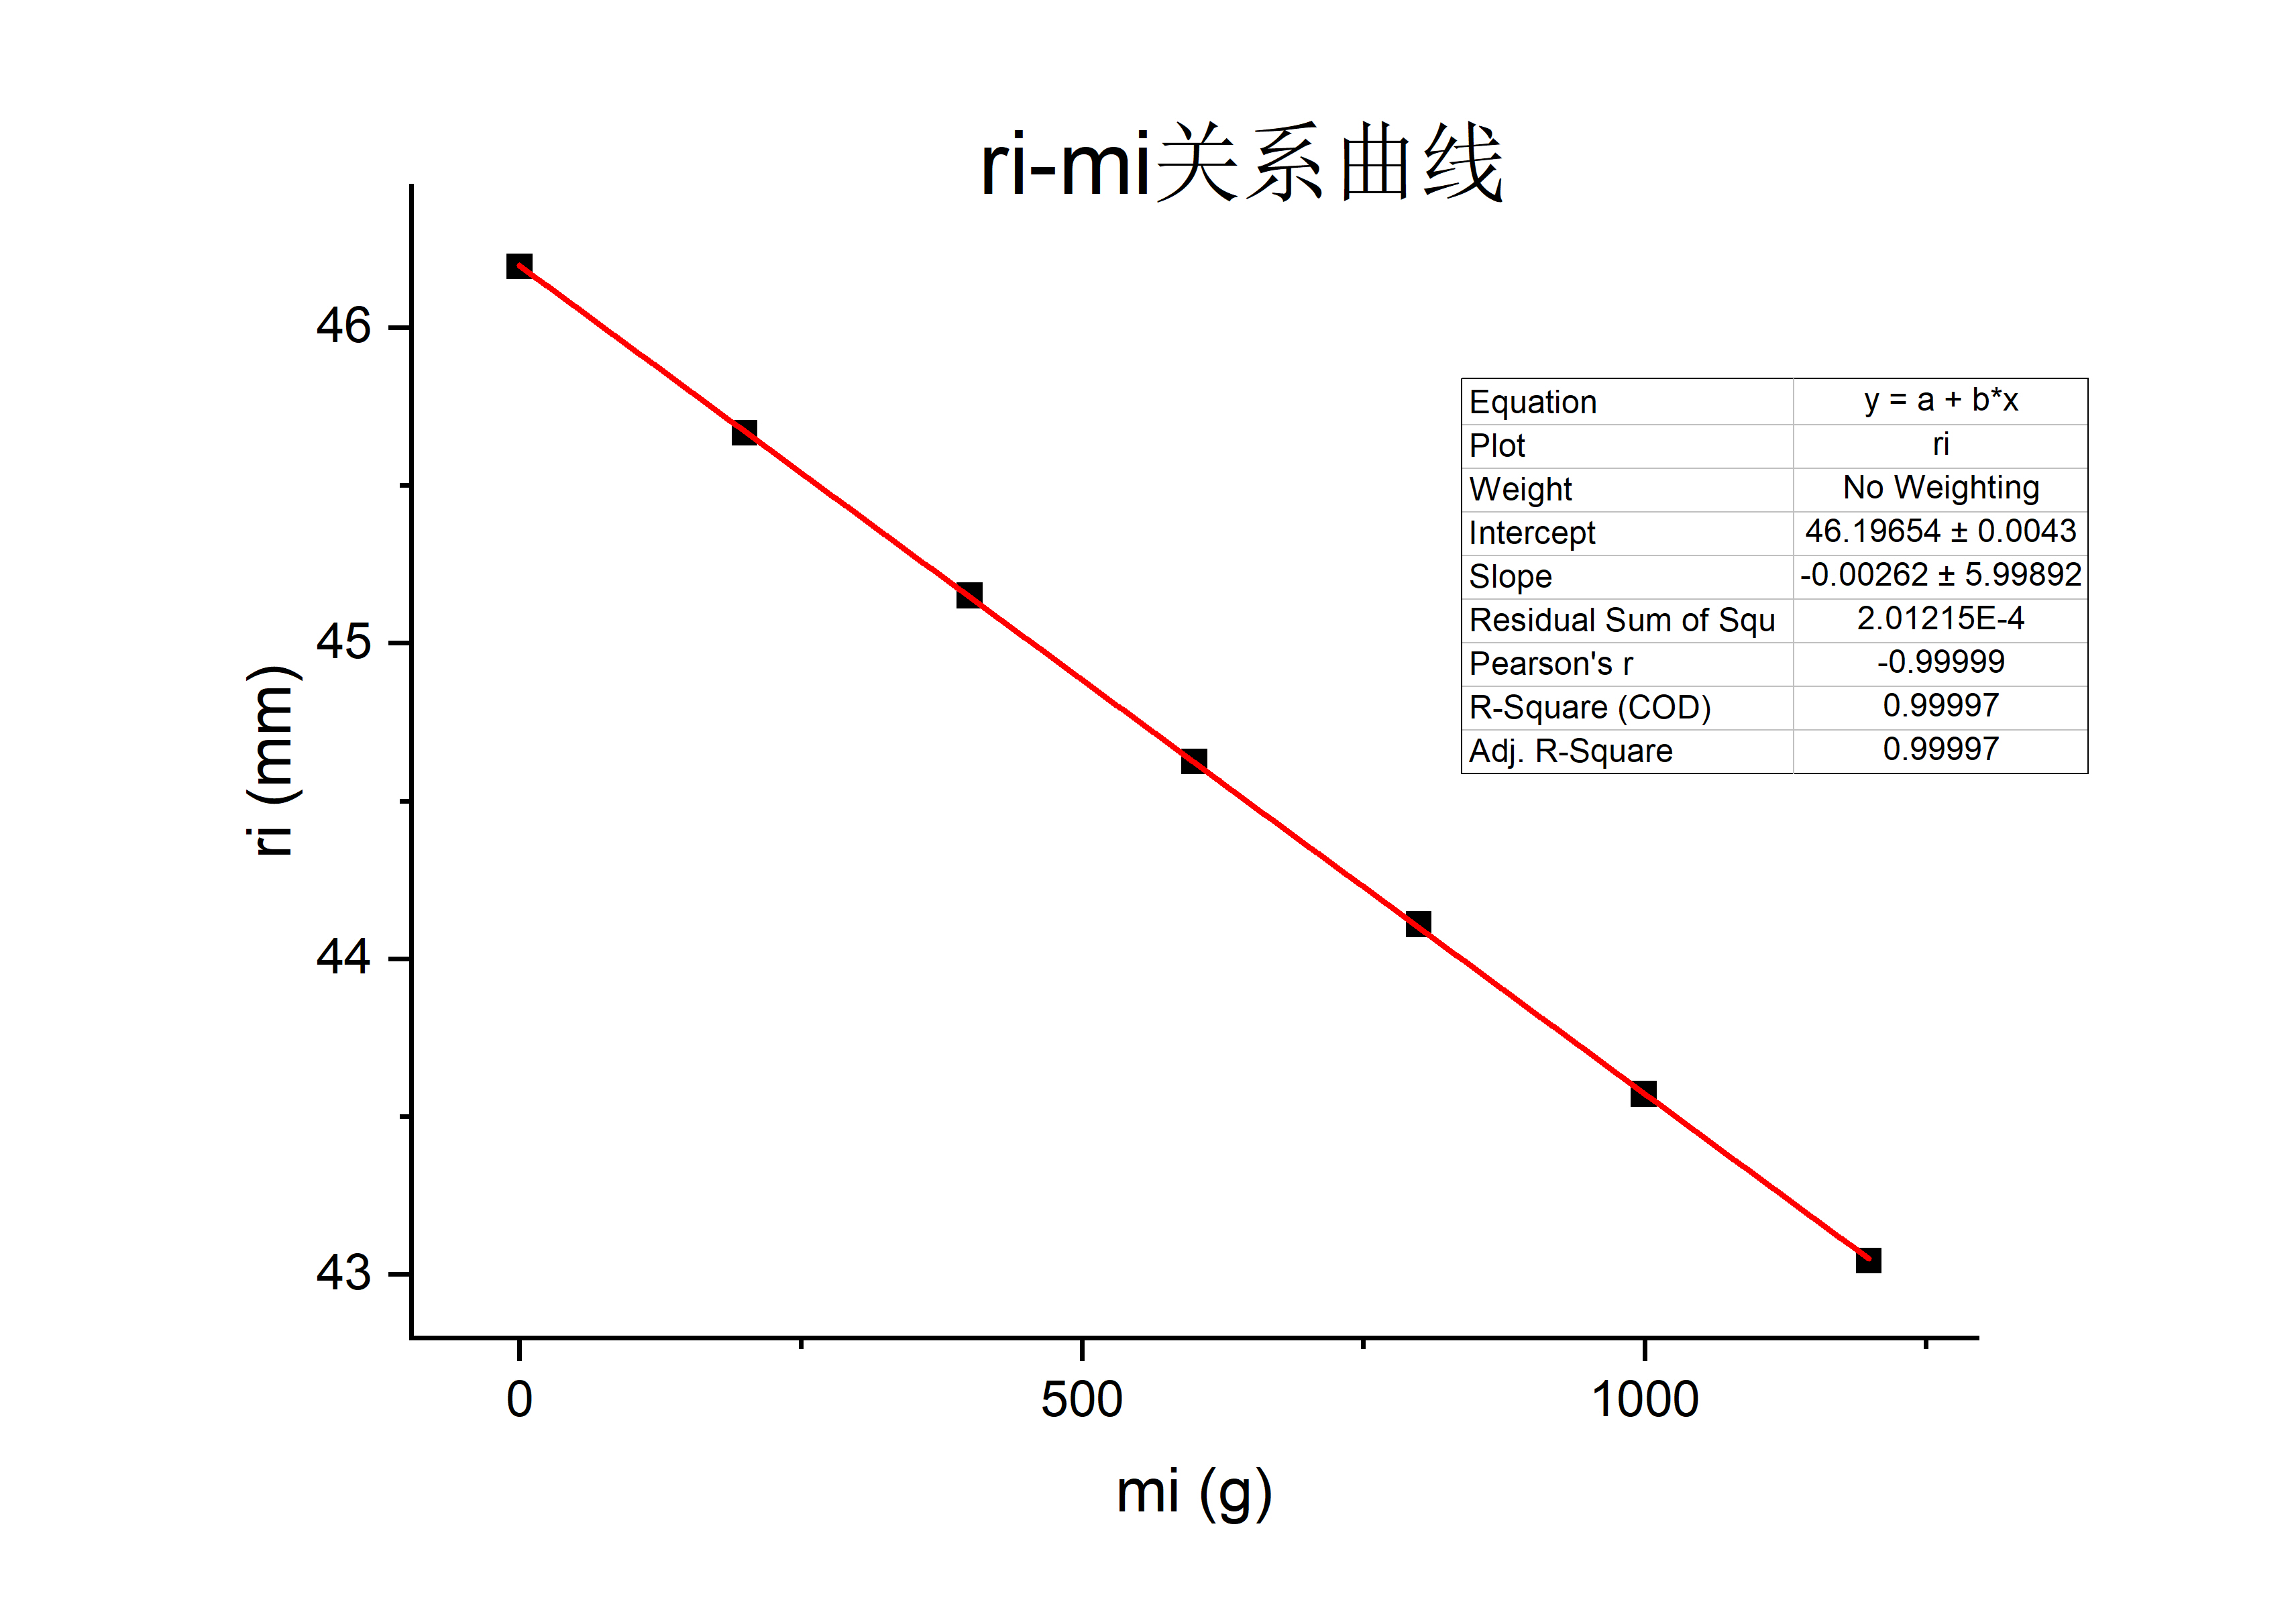 ri-mi关系曲线
46
45
44
43
ri (mm)
Equation y = a + b*x
Plot ri
Weight No Weighting
Intercept 46.19654 ± 0.0043
Slope -0.00262 ± 5.99892
Residual Sum of Squ 2.01215E-4
Pearson's r -0.99999
R-Square (COD) 0.99997
Adj. R-Square 0.99997
0 500 1000
mi (g)